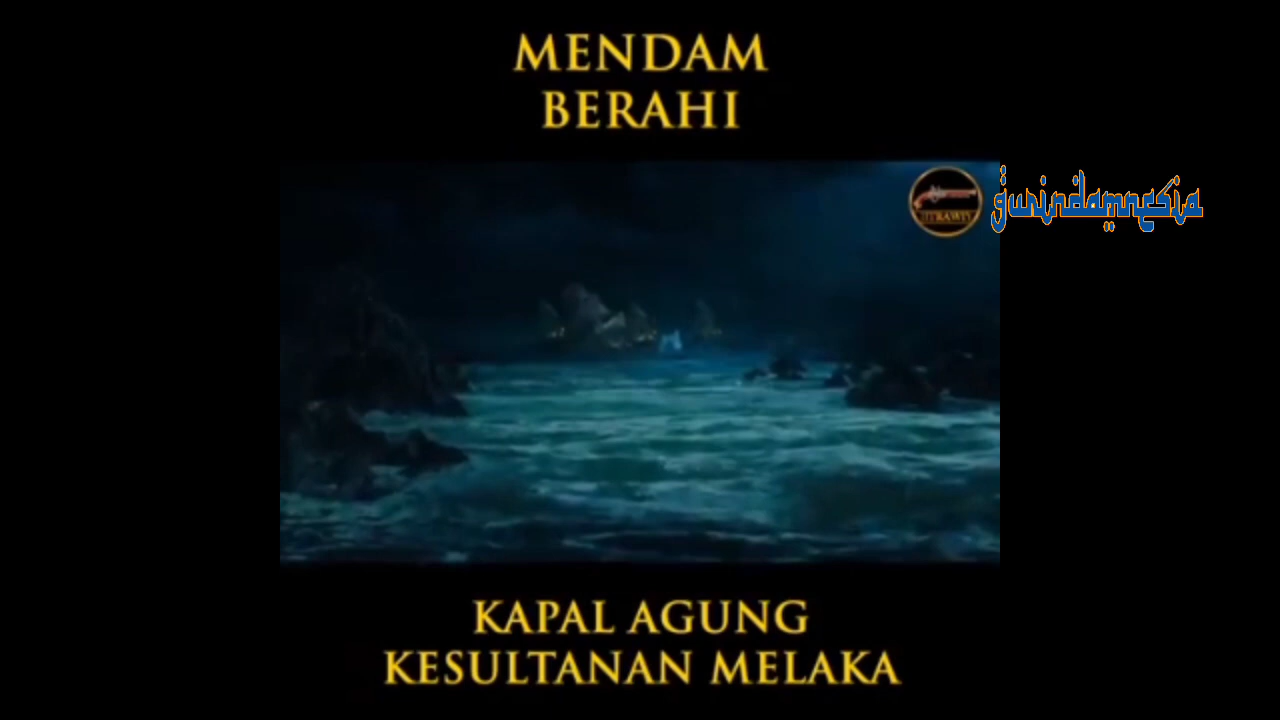 MENDAM
BERAHI
gurindamnesia
KAPAL AGUNG
KESULTANAN MELAKA